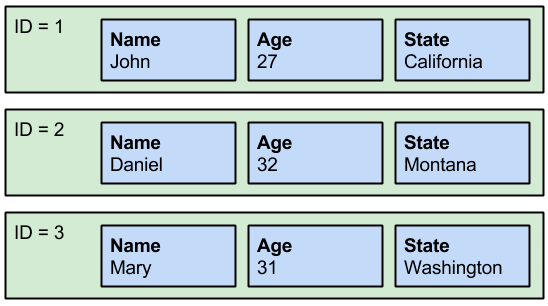 ID = 1
Name Age State
John 27 California
ID = 2
Name Age State
Daniel 32 Montana
ID = 3
Name Age State
Mary 31 Washington